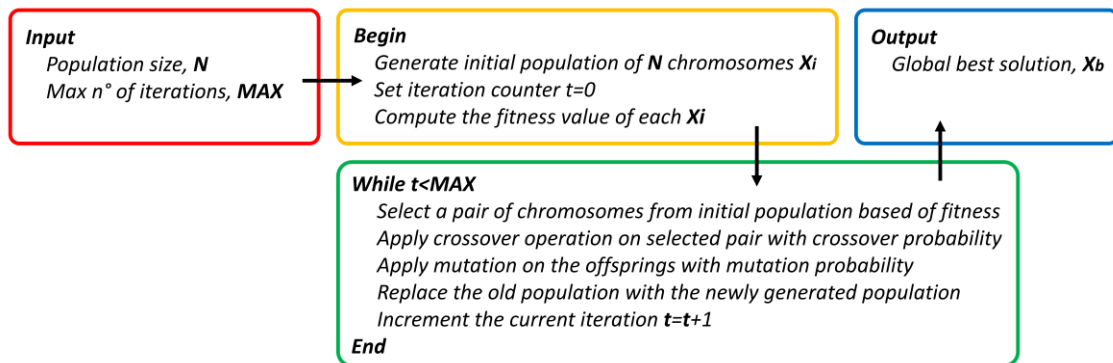 Input
Population size, N
Max n° of iterations, MAX
Begin
Generate initial population of N chromosomes Xi
Set iteration counter t=0
Compute the fitness value of each Xi
Output
Global best solution, Xb
While t<MAX
Select a pair of chromosomes from initial population based of fitness
Apply crossover operation on selected pair with crossover probability
Apply mutation on the offsprings with mutation probability
Replace the old population with the newly generated population
Increment the current iteration t=t+1
End